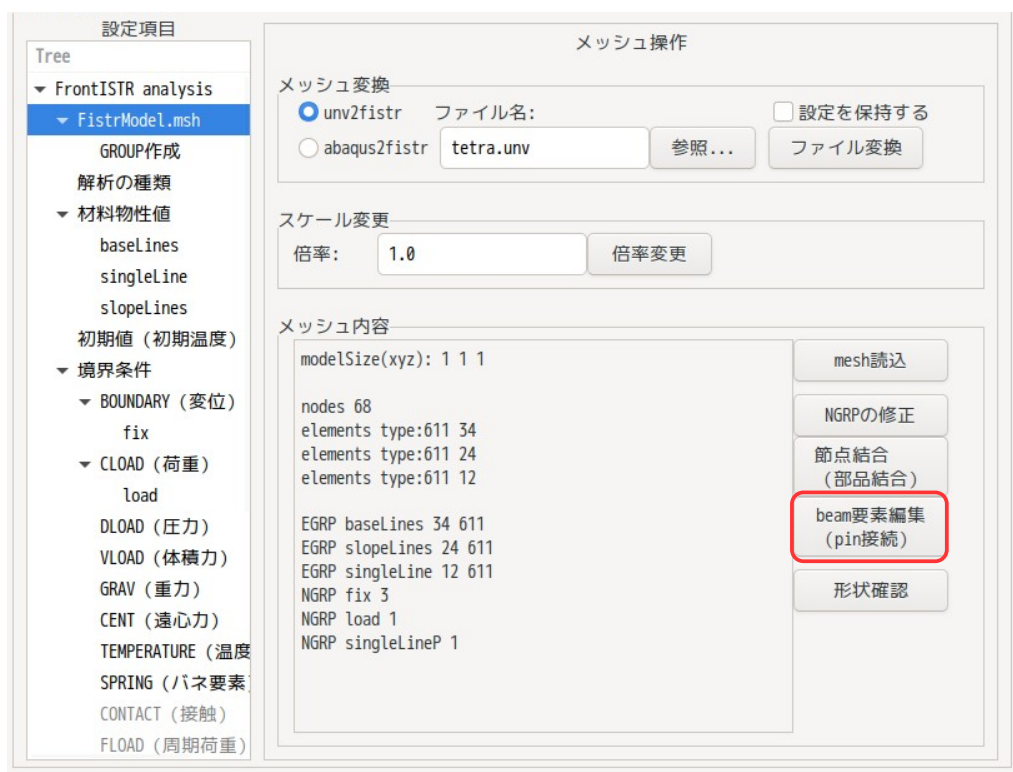 設定項目
Tree
FrontISTR analysis
FistrModel.msh
GROUP作成
解析の種類
材料物性値
baseLines
singleLine
slopeLines
初期値（初期温度）
境界条件
BOUNDARY（変位）
fix
CLOAD（荷重）
load
DLOAD（圧力）
VLOAD（体積力）
GRAV（重力）
CENT（遠心力）
TEMPERATURE（温度
SPRING（バネ要素）
CONTACT（接触）
FLOAD（周期荷重）
メッシュ操作
メッシュ変換
unv2fistr ファイル名: 設定を保持する
abaqus2fistr tetra.unv 参照... ファイル変換
スケール変更
倍率: 1.0 倍率変更
メッシュ内容
modelSize(xyz): 1 1 1
nodes 68
elements type:611 34
elements type:611 24
elements type:611 12
EGRP baseLines 34 611
EGRP slopeLines 24 611
EGRP singleLine 12 611
NGRP fix 3
NGRP load 1
NGRP singleLineP 1
mesh読込
NGRPの修正
節点結合
（部品結合）
beam要素編集
(pin接続)
形状確認